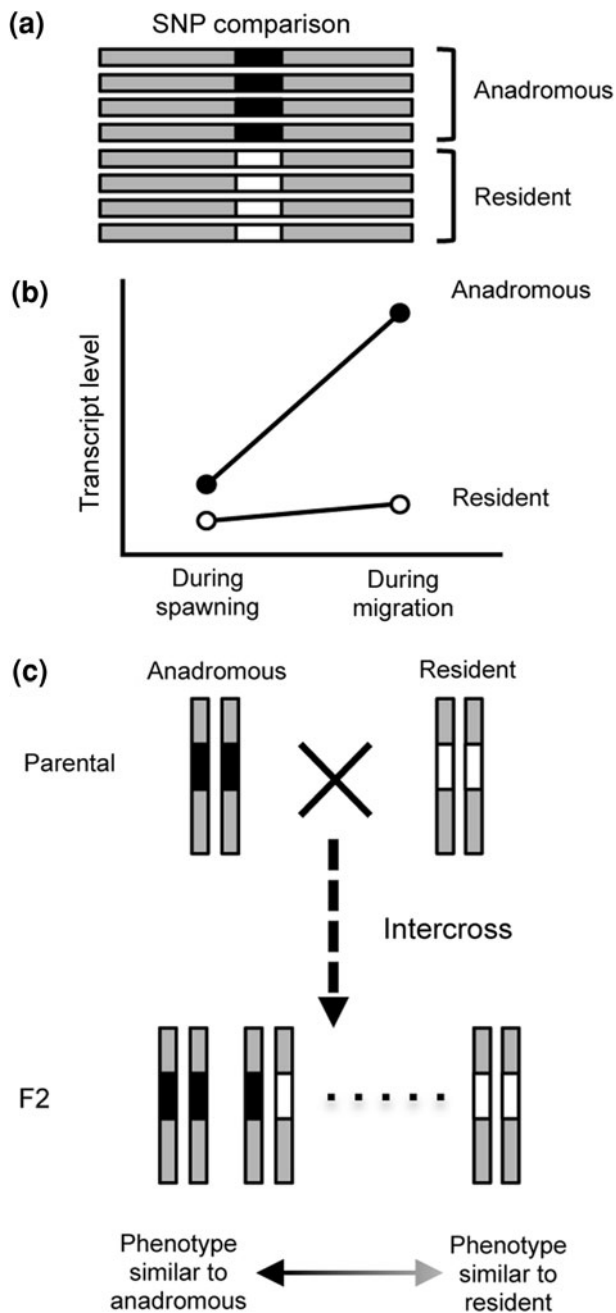 (a)
SNP comparison
Anadromous
Resident
(b)
Transcript level
Anadromous
Resident
During
spawning
During
migration
(c)
Anadromous
Resident
Parental
Intercross
F2
Phenotype
similar to
anadromous
Phenotype
similar to
resident